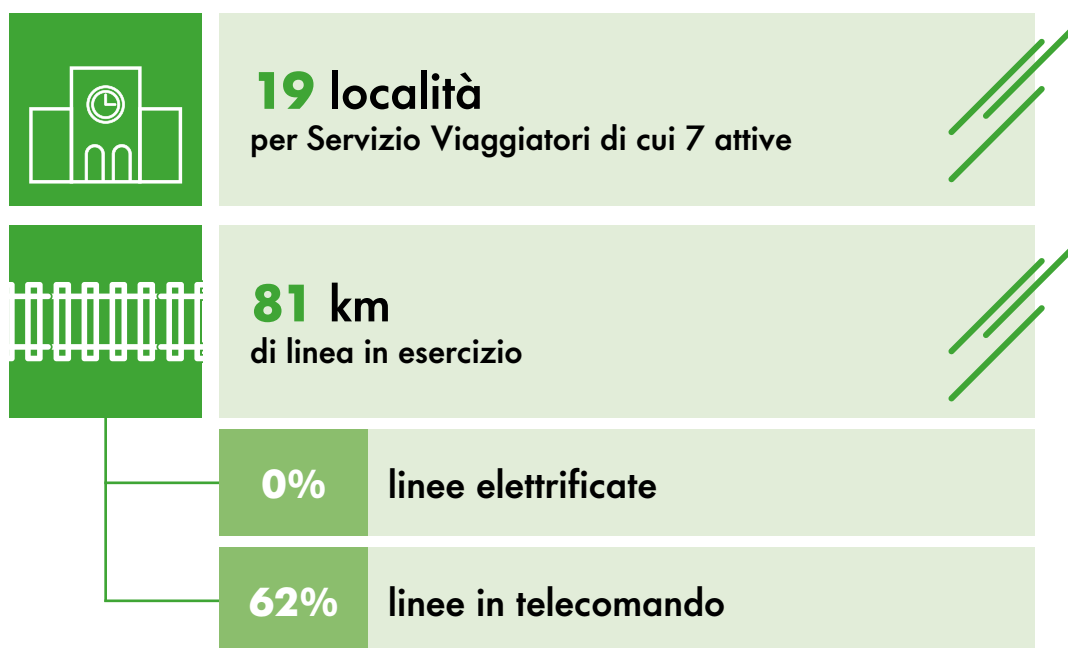 19 località
per Servizio Viaggiatori di cui 7 attive
81 km
di linea in esercizio
0% linee elettrificate
62% linee in telecomando